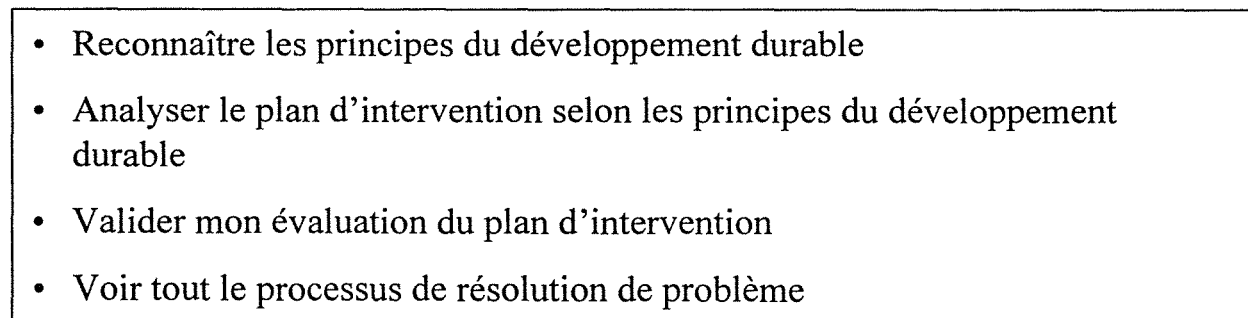 • Reconnaître les principes du développement durable
• Analyser le plan d'intervention selon les principes du développement
durable
• Valider mon évaluation du plan d'intervention
• Voir tout le processus de résolution de problème